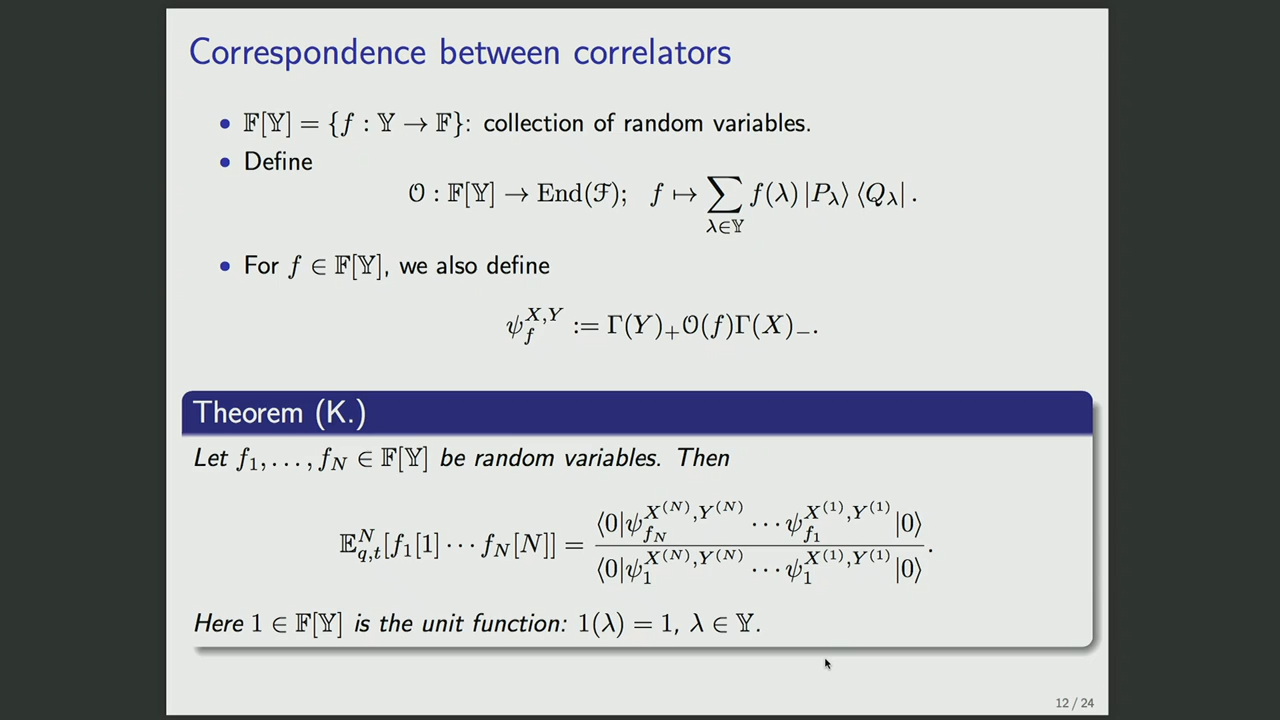 Correspondence between correlators
• 𝔽[𝕐] = {f : 𝕐 → 𝔽}: collection of random variables.
• Define
𝒪 : 𝔽[𝕐] → End(ℱ); f ↦ ∑_{λ∈𝕐} f(λ) |P_λ⟩ ⟨Q_λ| .
• For f ∈ 𝔽[𝕐], we also define
ψ_f^{X,Y} := Γ(Y)_+ 𝒪(f)Γ(X)_−.
Theorem (K.)
Let f_1, …, f_N ∈ 𝔽[𝕐] be random variables. Then
𝔼^N_{q,t}[f_1[1] ⋯ f_N[N]] = \frac{⟨0|ψ_{f_N}^{X^{(N)},Y^{(N)}} ⋯ ψ_{f_1}^{X^{(1)},Y^{(1)}}|0⟩}{⟨0|ψ_1^{X^{(N)},Y^{(N)}} ⋯ ψ_1^{X^{(1)},Y^{(1)}}|0⟩}.
Here 1 ∈ 𝔽[𝕐] is the unit function: 1(λ) = 1, λ ∈ 𝕐.
12 / 24